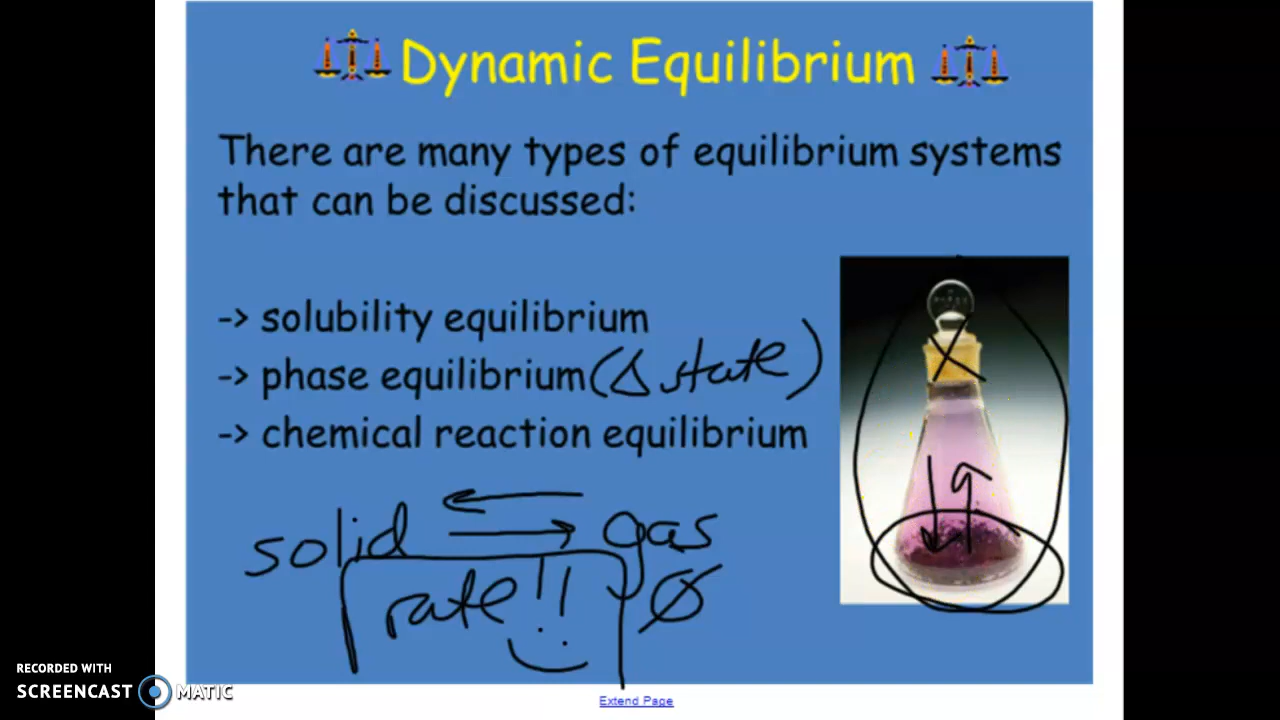 Dynamic Equilibrium
There are many types of equilibrium systems
that can be discussed:
-> solubility equilibrium
-> phase equilibrium (Δ state)
-> chemical reaction equilibrium
solid ⇄ gas
rate!!
RECORDED WITH
SCREENCAST MATIC
Extend Page